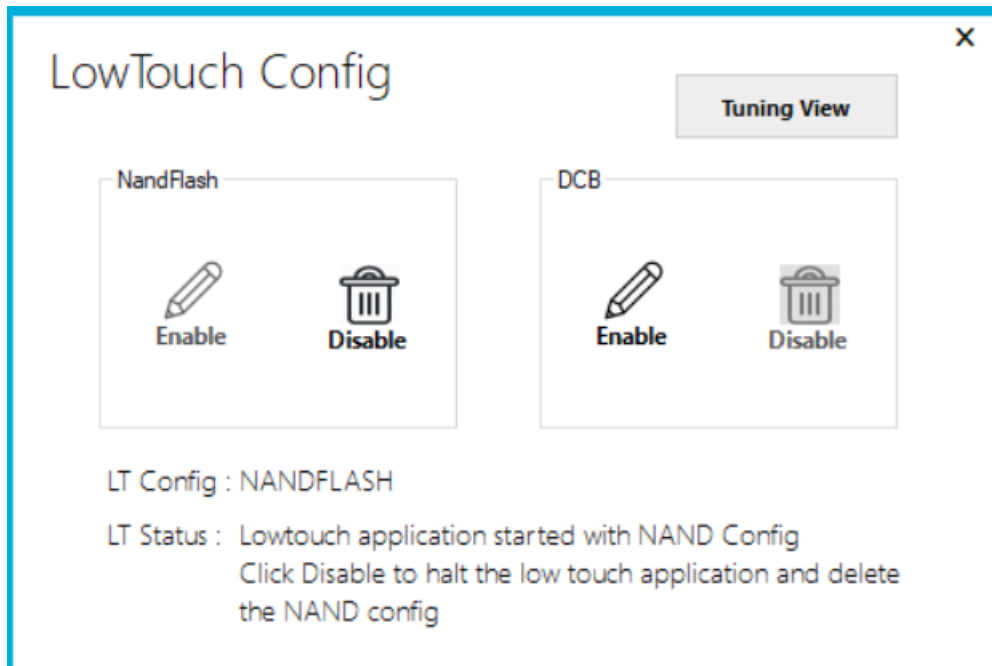 LowTouch Config
Tuning View
NandFlash
DCB
Enable
Disable
Enable
Disable
LT Config : NANDFLASH
LT Status : Lowtouch application started with NAND Config
Click Disable to halt the low touch application and delete
the NAND config